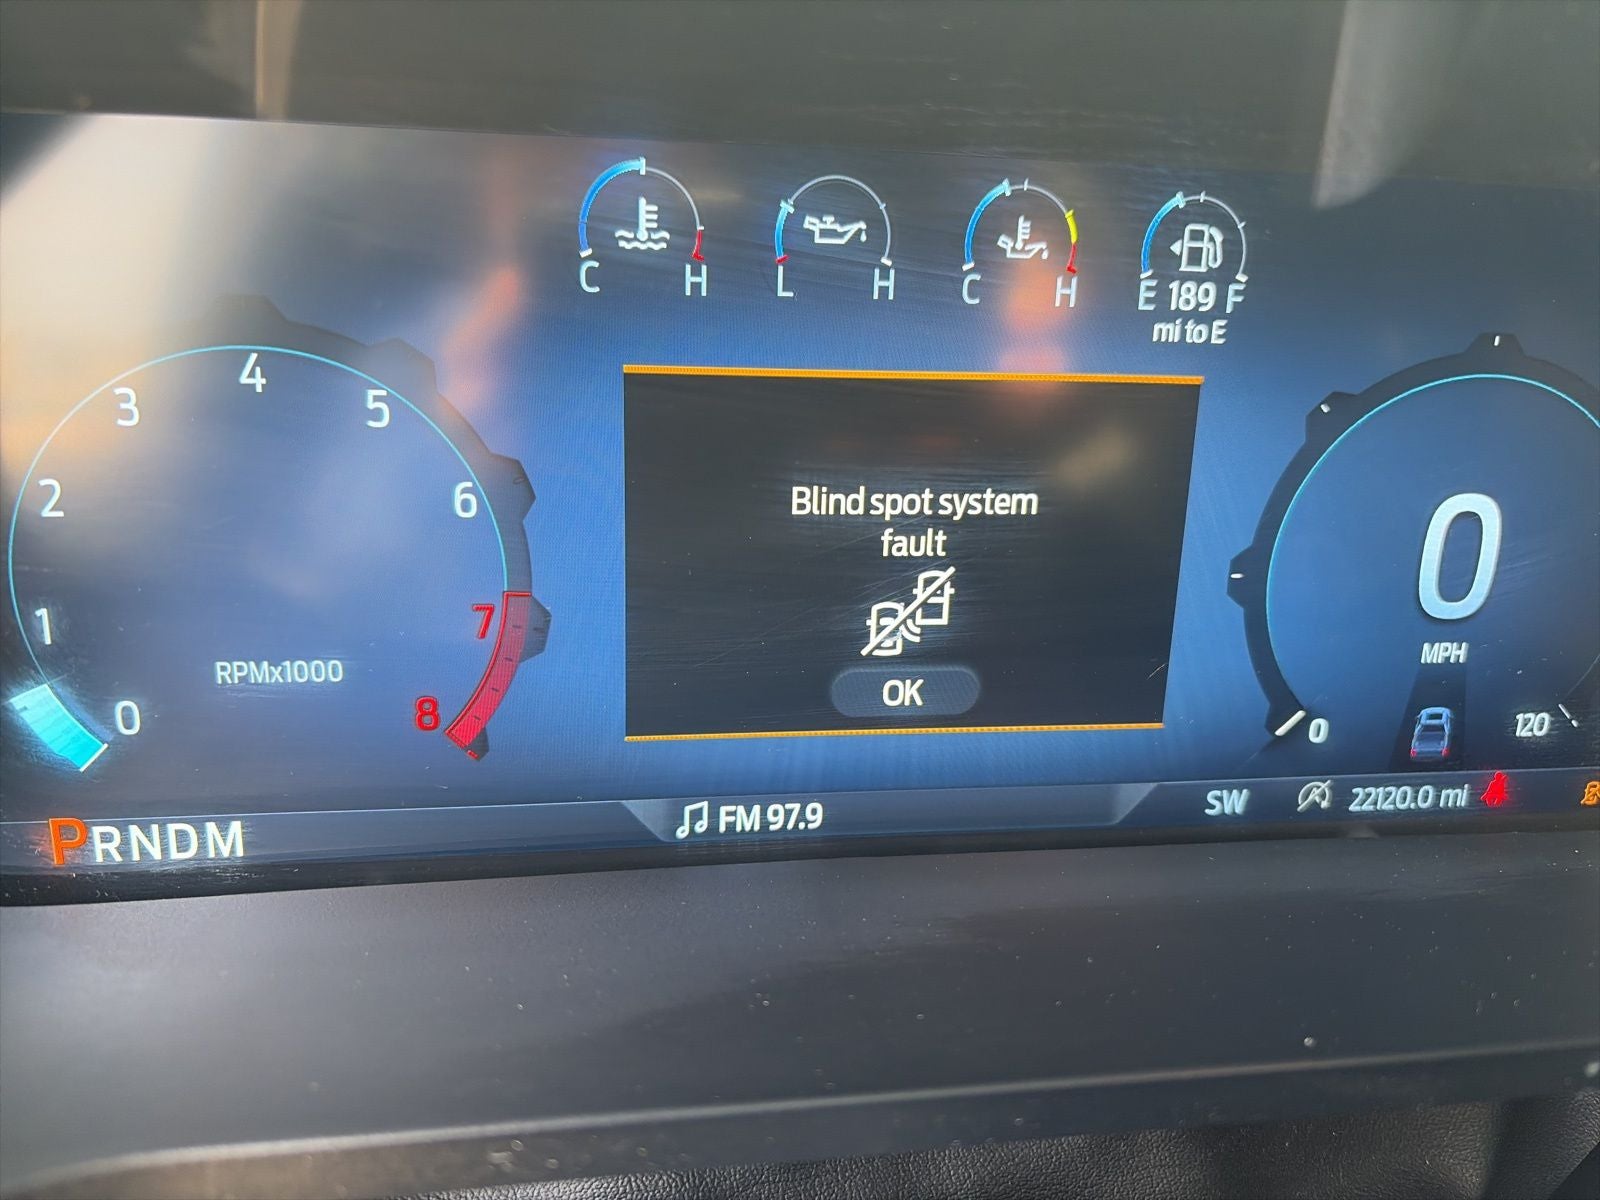 C H
L H
C H
E 189 F
mi to E
4
3 5
2 6
Blind spot system
fault
1 7
0
MPH
RPMx1000
OK
0 8
0 120
FM 97.9
SW 22120.0 mi
PRNDM